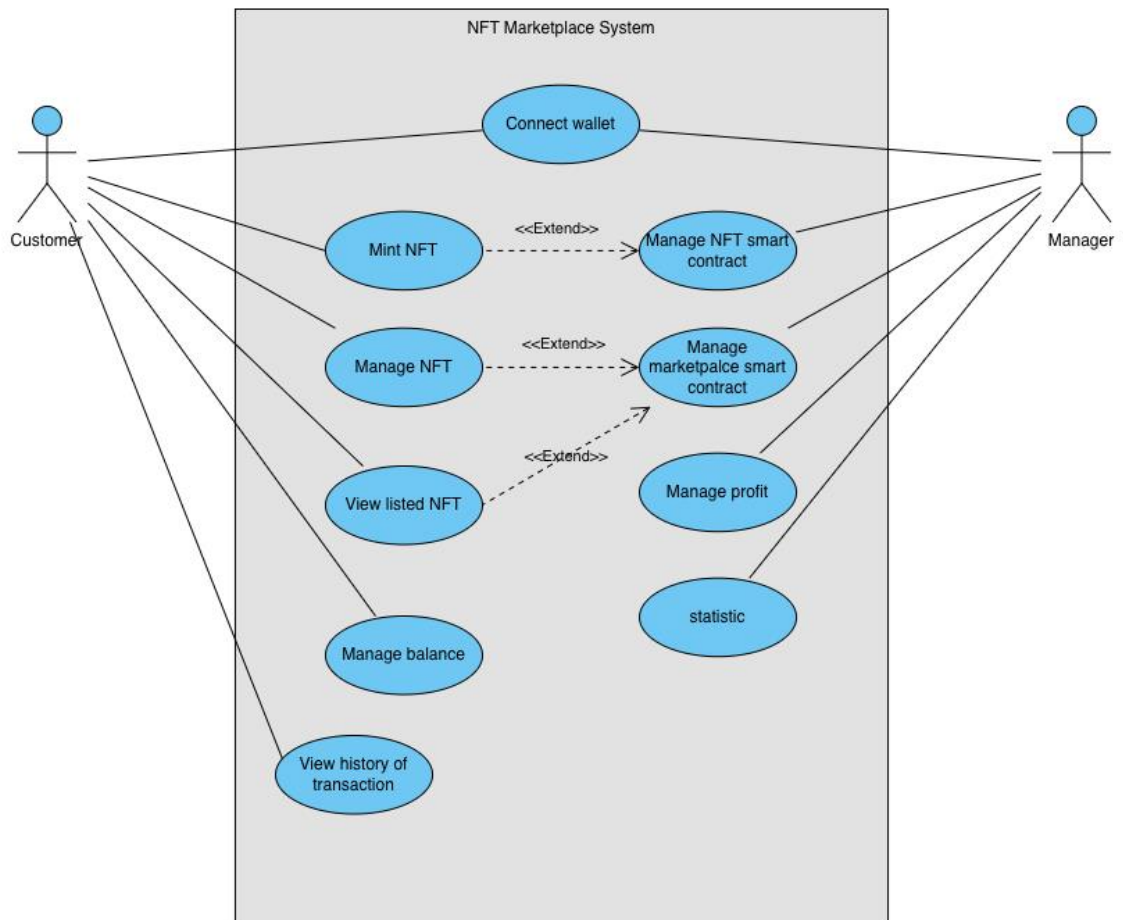 NFT Marketplace System
Connect wallet
Customer
Manager
Mint NFT
<<Extend>>
Manage NFT smart
contract
Manage NFT
<<Extend>>
Manage
marketpalce smart
contract
View listed NFT
<<Extend>>
Manage profit
statistic
Manage balance
View history of
transaction